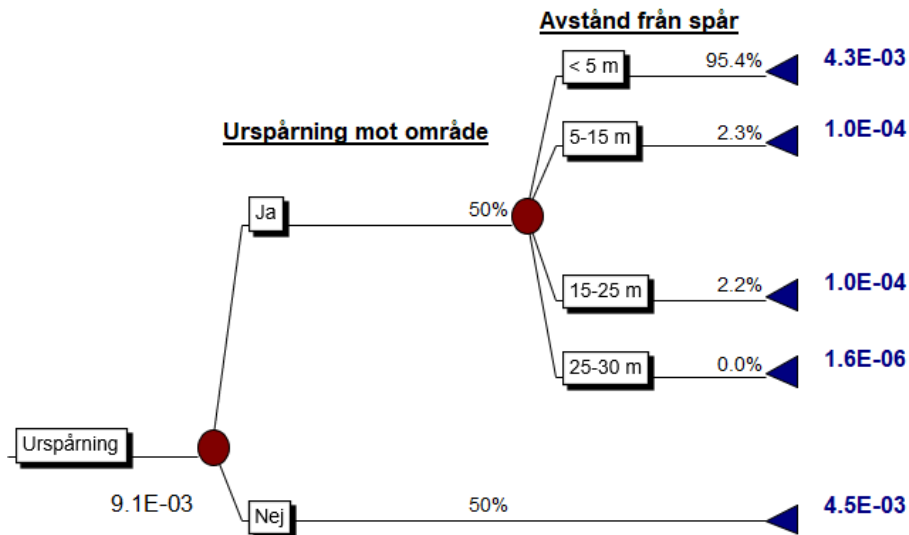 Avstånd från spår
< 5 m 95.4% 4.3E-03
Urspårning mot område
5-15 m 2.3% 1.0E-04
Ja 50%
15-25 m 2.2% 1.0E-04
25-30 m 0.0% 1.6E-06
Urspårning
9.1E-03
Nej 50% 4.5E-03